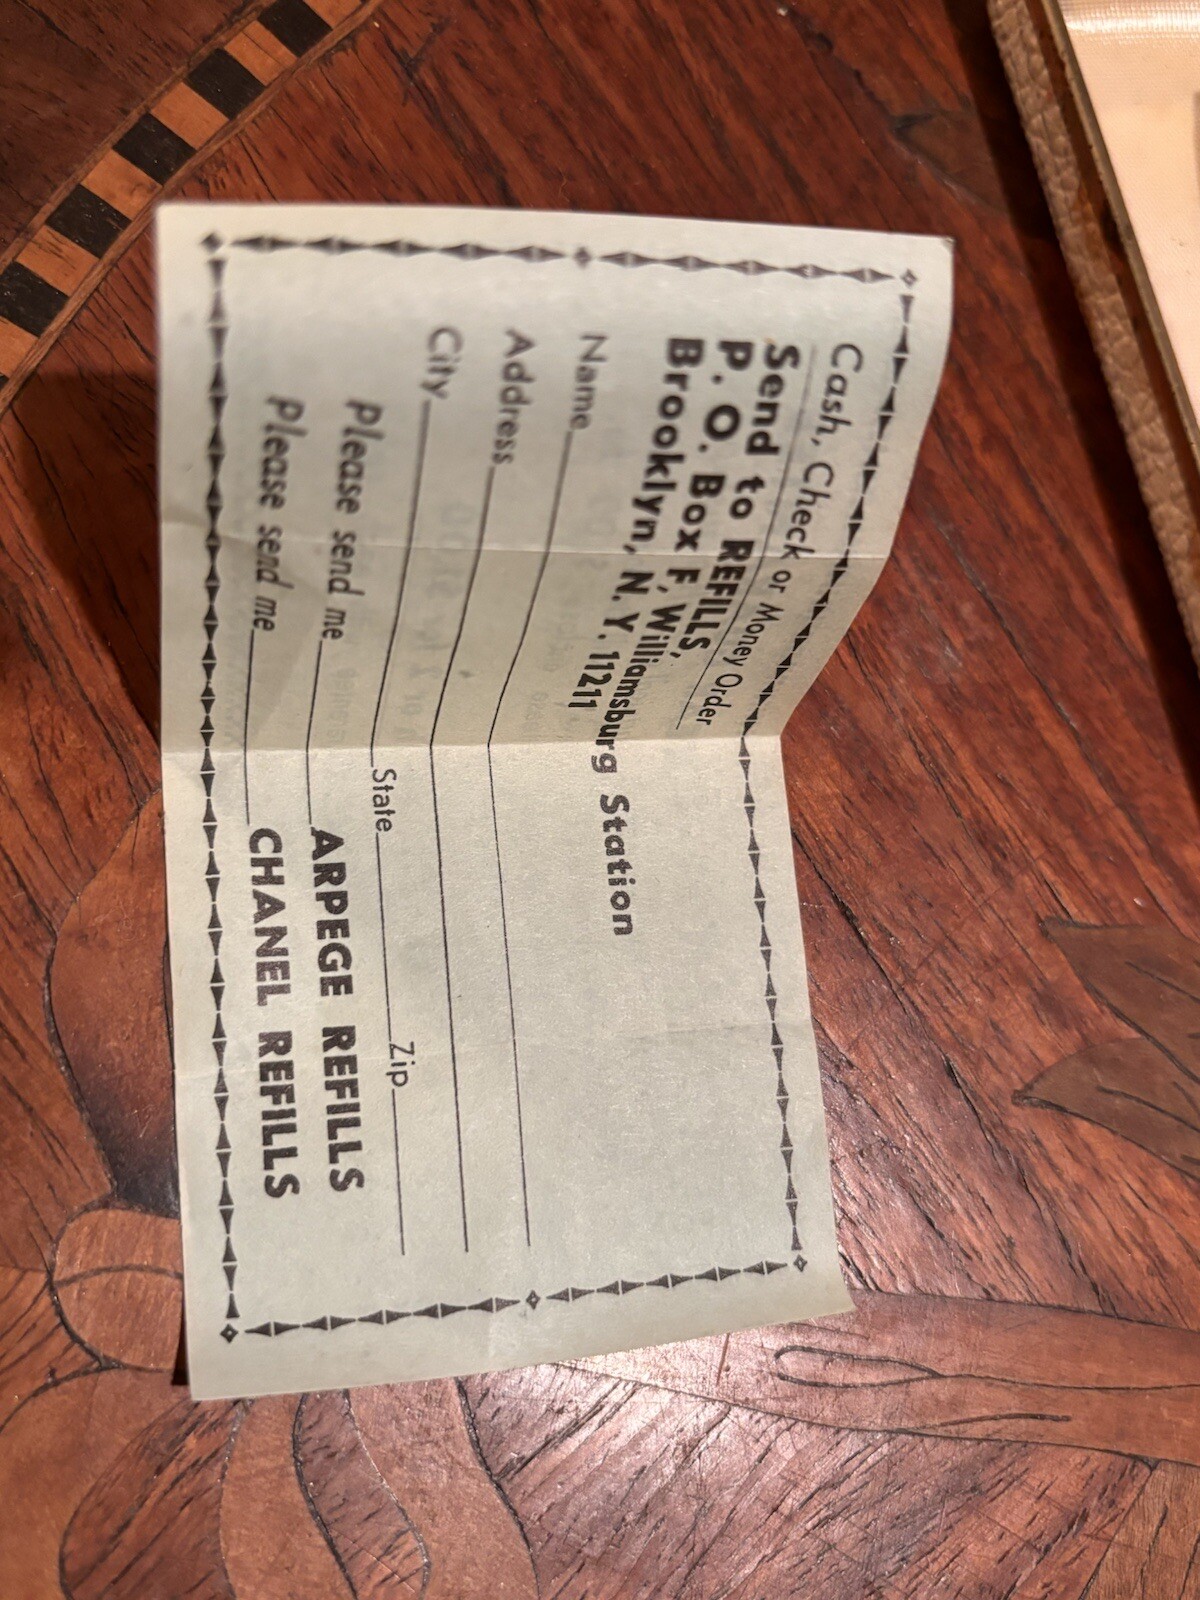 Cash, Check or Money Order
Send to REFILLS,
P. O. Box F, Williamsburg Station
Brooklyn, N. Y. 11211
Name
Address
City State Zip
Please send me ARPEGE REFILLS
Please send me CHANEL REFILLS